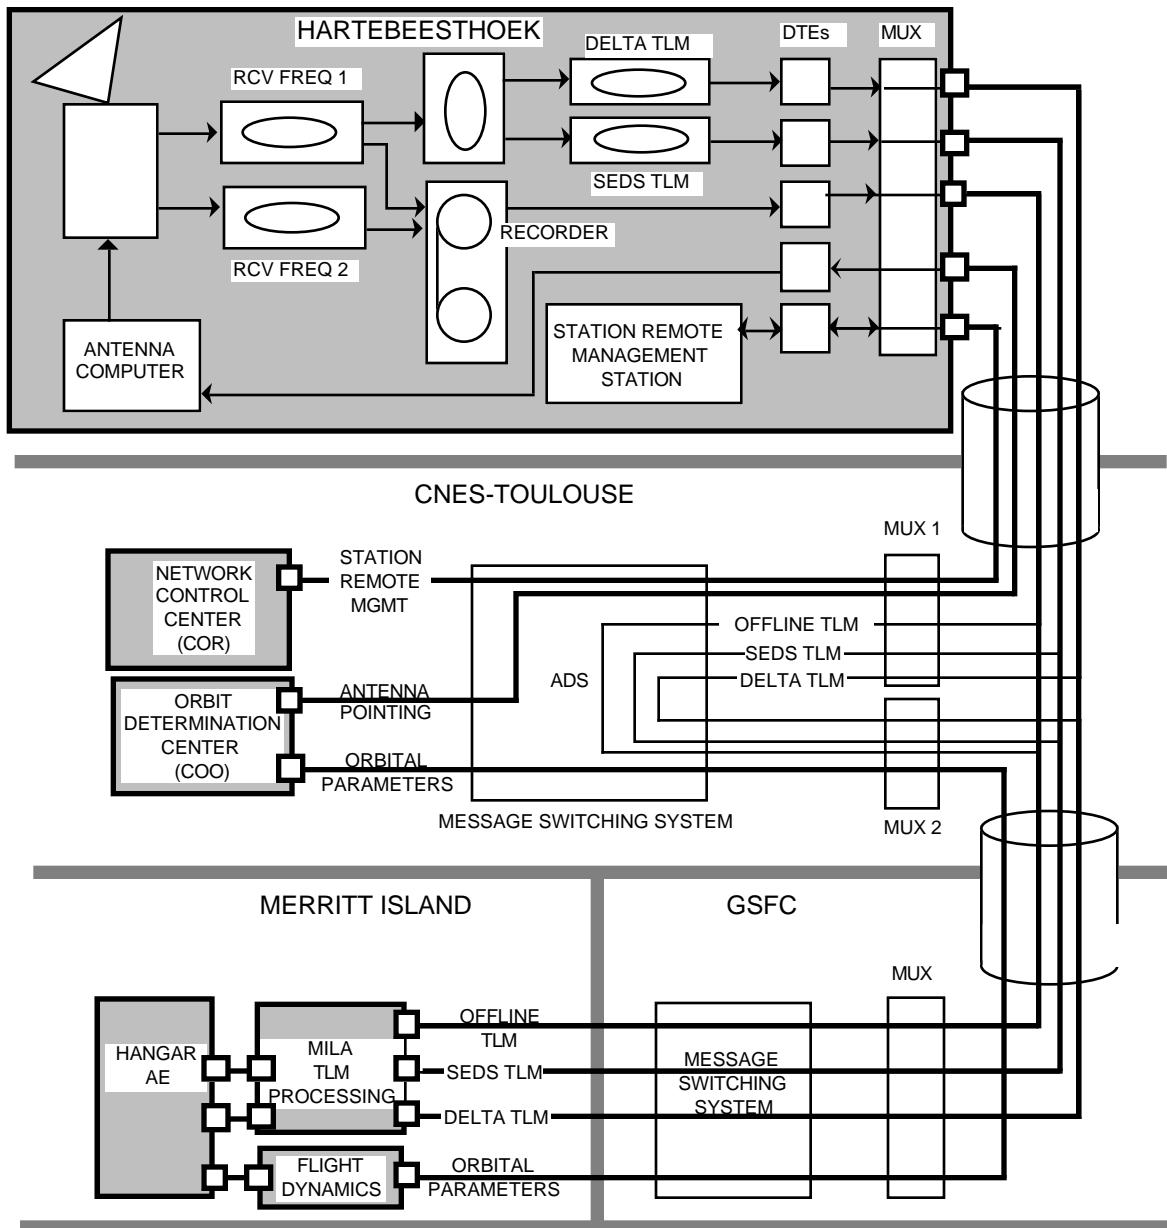 HARTEBEESTHOEK
DELTA TLM
DTEs
MUX
RCV FREQ 1
SEDS TLM
RECORDER
RCV FREQ 2
ANTENNA
COMPUTER
STATION REMOTE
MANAGEMENT
STATION
CNES-TOULOUSE
MUX 1
STATION
REMOTE
MGMT
NETWORK
CONTROL
CENTER
(COR)
OFFLINE TLM
SEDS TLM
DELTA TLM
ADS
ANTENNA
POINTING
ORBIT
DETERMINATION
CENTER
(COO)
ORBITAL
PARAMETERS
MESSAGE SWITCHING SYSTEM
MUX 2
MERRITT ISLAND
GSFC
MUX
OFFLINE
TLM
HANGAR
AE
MILA
TLM
PROCESSING
SEDS TLM
MESSAGE
SWITCHING
SYSTEM
DELTA TLM
FLIGHT
DYNAMICS
ORBITAL
PARAMETERS